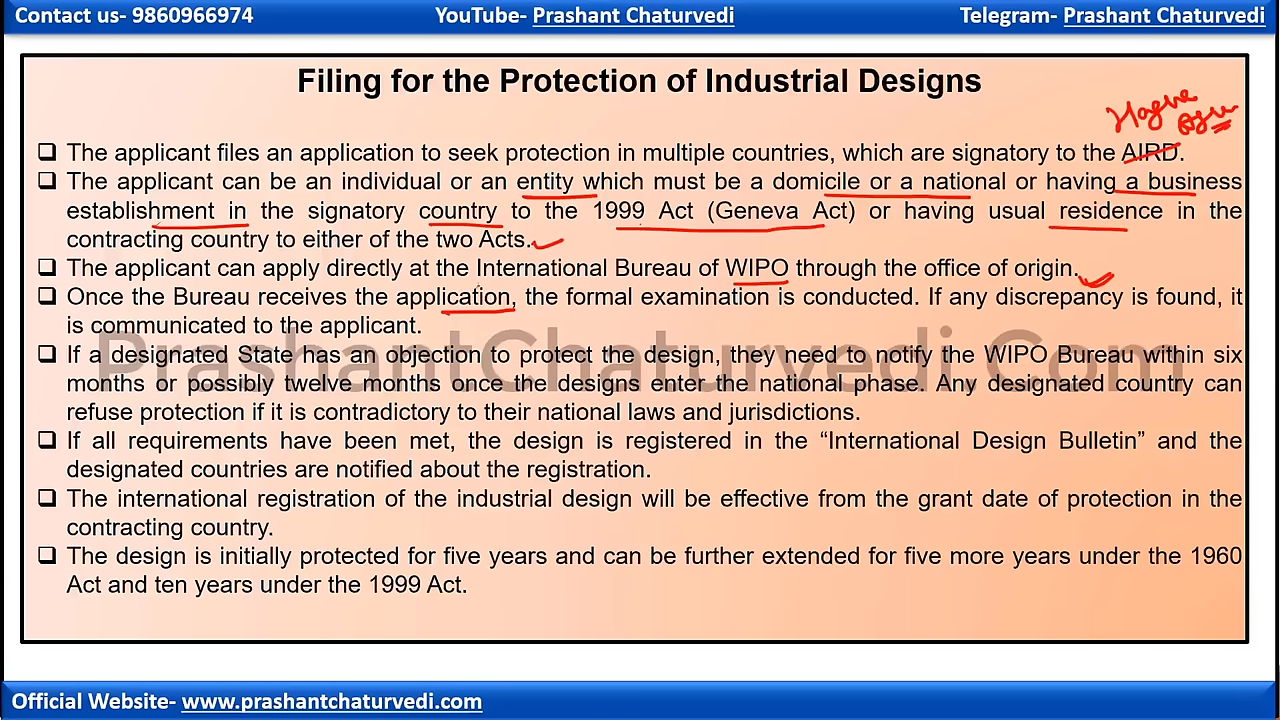 Contact us- 9860966974 YouTube- Prashant Chaturvedi Telegram- Prashant Chaturvedi
Filing for the Protection of Industrial Designs
Hague
❑ The applicant files an application to seek protection in multiple countries, which are signatory to the AIRD.
❑ The applicant can be an individual or an entity which must be a domicile or a national or having a business
establishment in the signatory country to the 1999 Act (Geneva Act) or having usual residence in the
contracting country to either of the two Acts.
❑ The applicant can apply directly at the International Bureau of WIPO through the office of origin.
❑ Once the Bureau receives the application, the formal examination is conducted. If any discrepancy is found, it
is communicated to the applicant.
PrashantChaturvedi.Com
❑ If a designated State has an objection to protect the design, they need to notify the WIPO Bureau within six
months or possibly twelve months once the designs enter the national phase. Any designated country can
refuse protection if it is contradictory to their national laws and jurisdictions.
❑ If all requirements have been met, the design is registered in the “International Design Bulletin” and the
designated countries are notified about the registration.
❑ The international registration of the industrial design will be effective from the grant date of protection in the
contracting country.
❑ The design is initially protected for five years and can be further extended for five more years under the 1960
Act and ten years under the 1999 Act.
Official Website- www.prashantchaturvedi.com